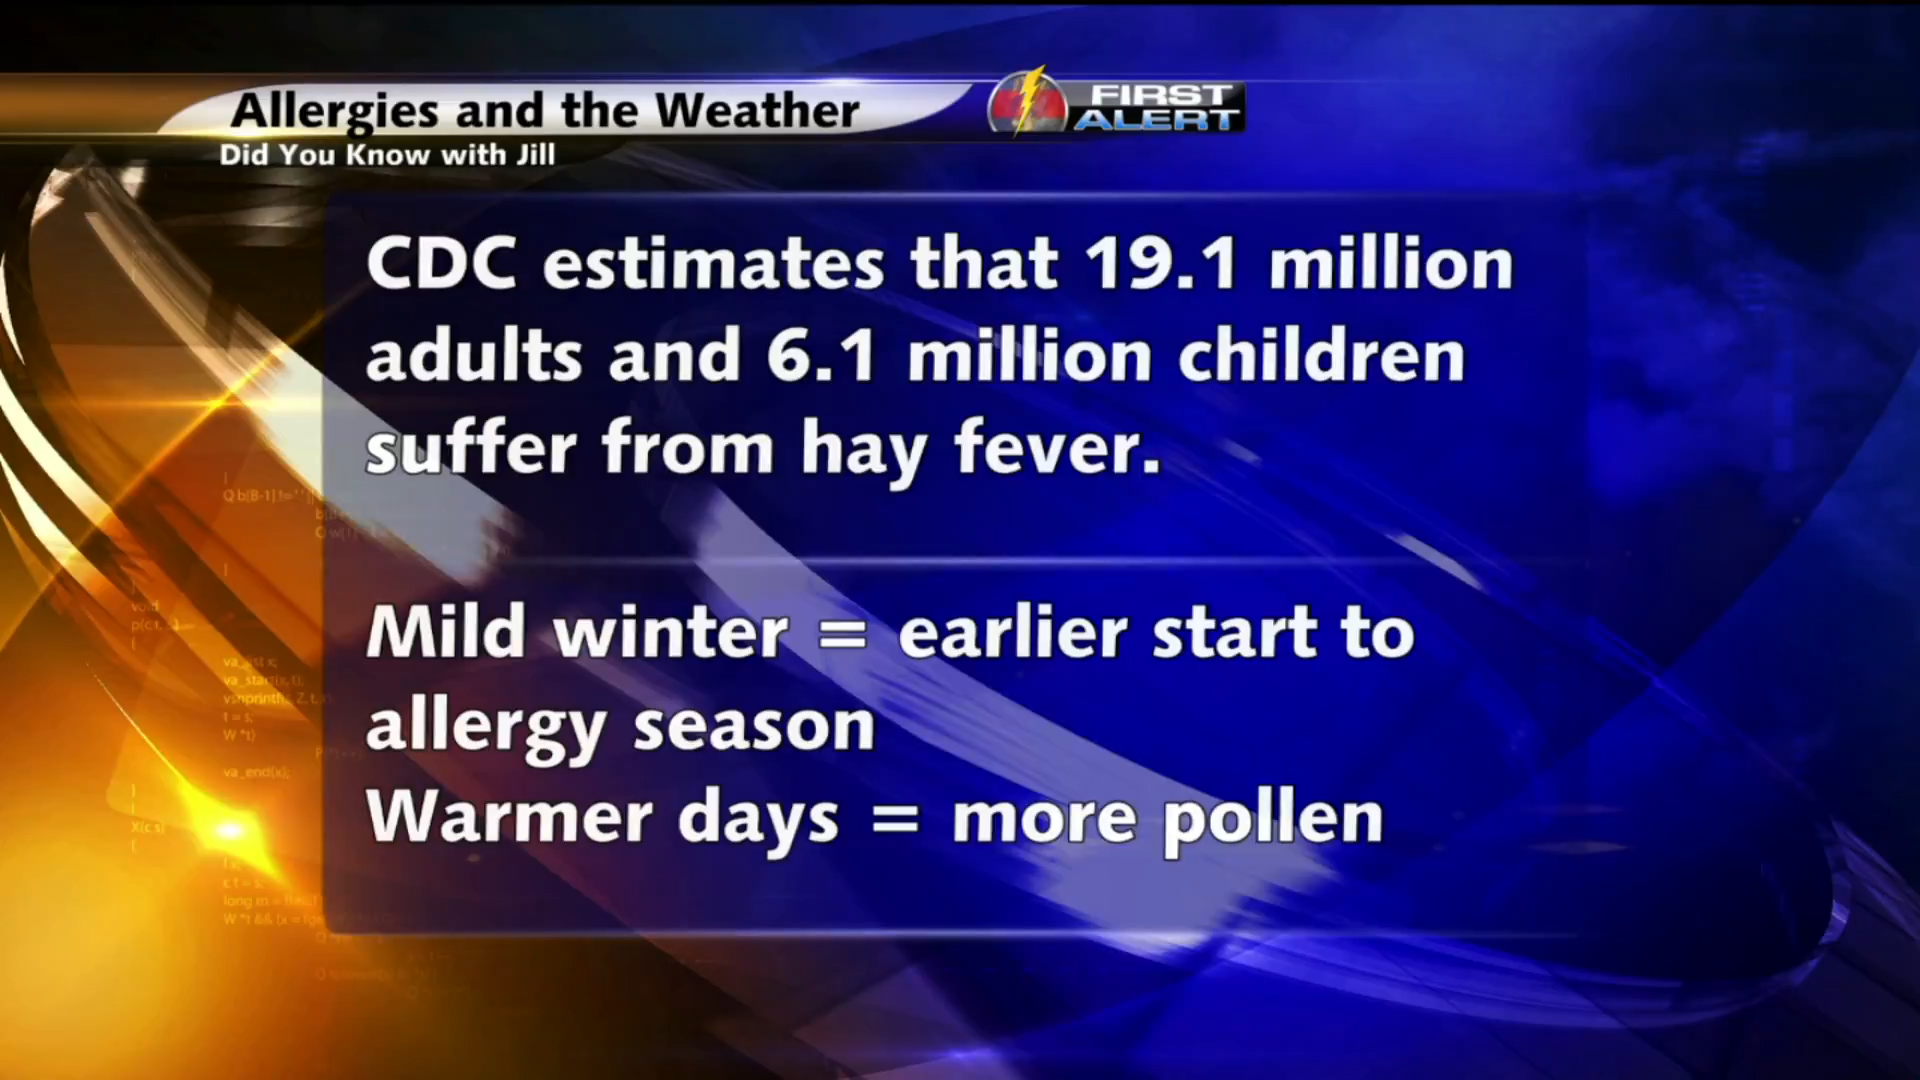 Allergies and the Weather
FIRST
ALERT
Did You Know with Jill
CDC estimates that 19.1 million
adults and 6.1 million children
suffer from hay fever.
Mild winter = earlier start to
allergy season
Warmer days = more pollen
void
va_end(x);